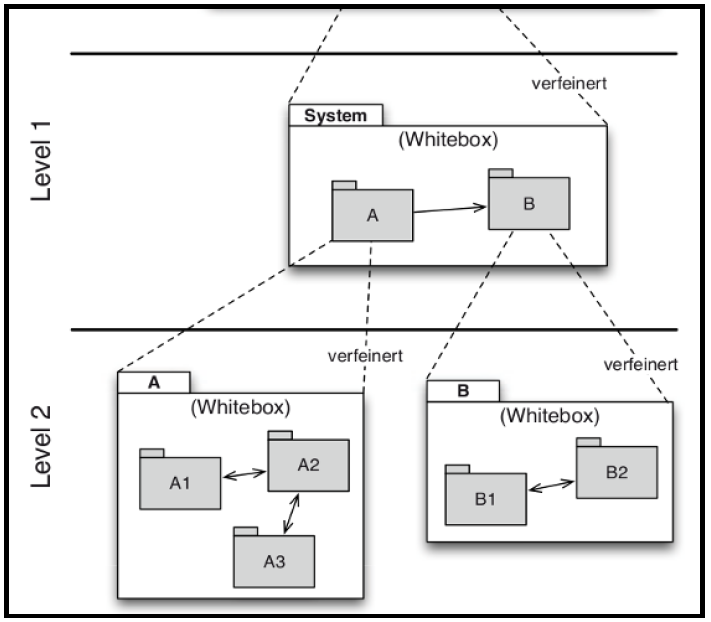 verfeinert
Level 1
System
(Whitebox)
A
B
verfeinert
verfeinert
Level 2
A
(Whitebox)
A1
A2
A3
B
(Whitebox)
B1
B2